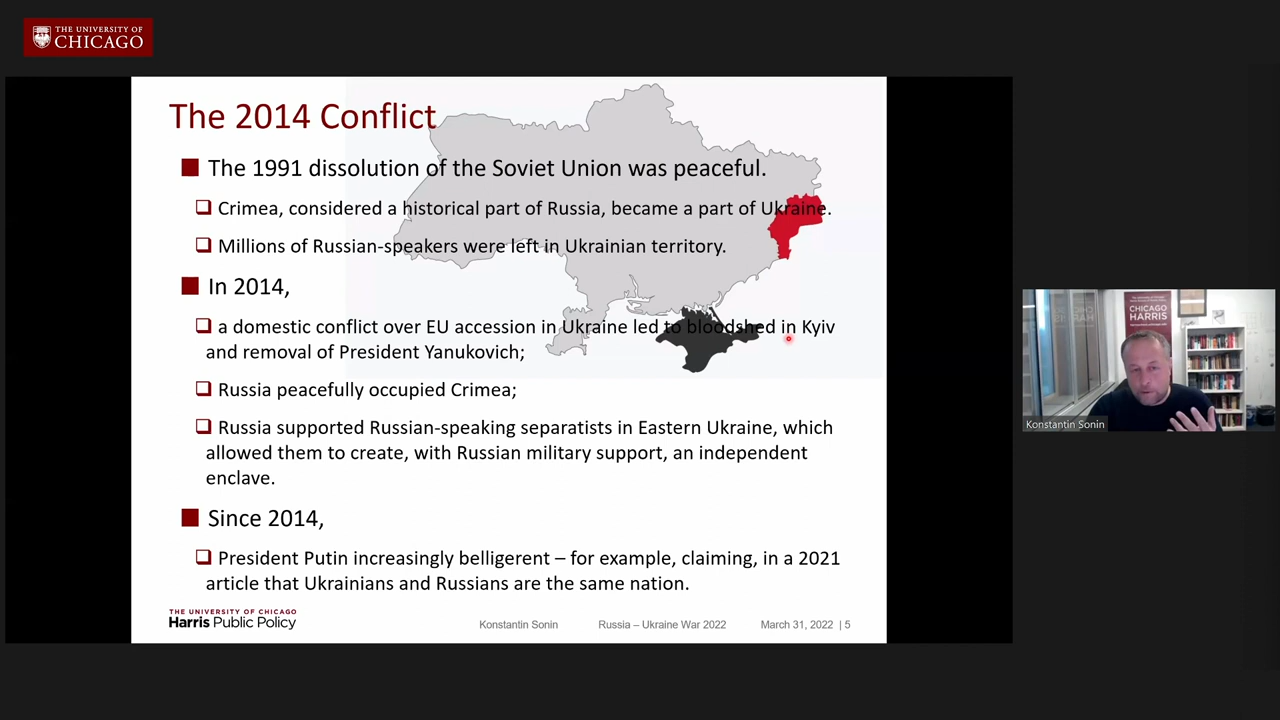 THE UNIVERSITY OF
CHICAGO
The 2014 Conflict
The 1991 dissolution of the Soviet Union was peaceful.
Crimea, considered a historical part of Russia, became a part of Ukraine.
Millions of Russian-speakers were left in Ukrainian territory.
In 2014,
a domestic conflict over EU accession in Ukraine led to bloodshed in Kyiv
and removal of President Yanukovich;
Russia peacefully occupied Crimea;
Russia supported Russian-speaking separatists in Eastern Ukraine, which
allowed them to create, with Russian military support, an independent
enclave.
Since 2014,
President Putin increasingly belligerent – for example, claiming, in a 2021
article that Ukrainians and Russians are the same nation.
THE UNIVERSITY OF CHICAGO
Harris Public Policy
Konstantin Sonin Russia – Ukraine War 2022 March 31, 2022 | 5
CHICAGO
HARRIS
Konstantin Sonin